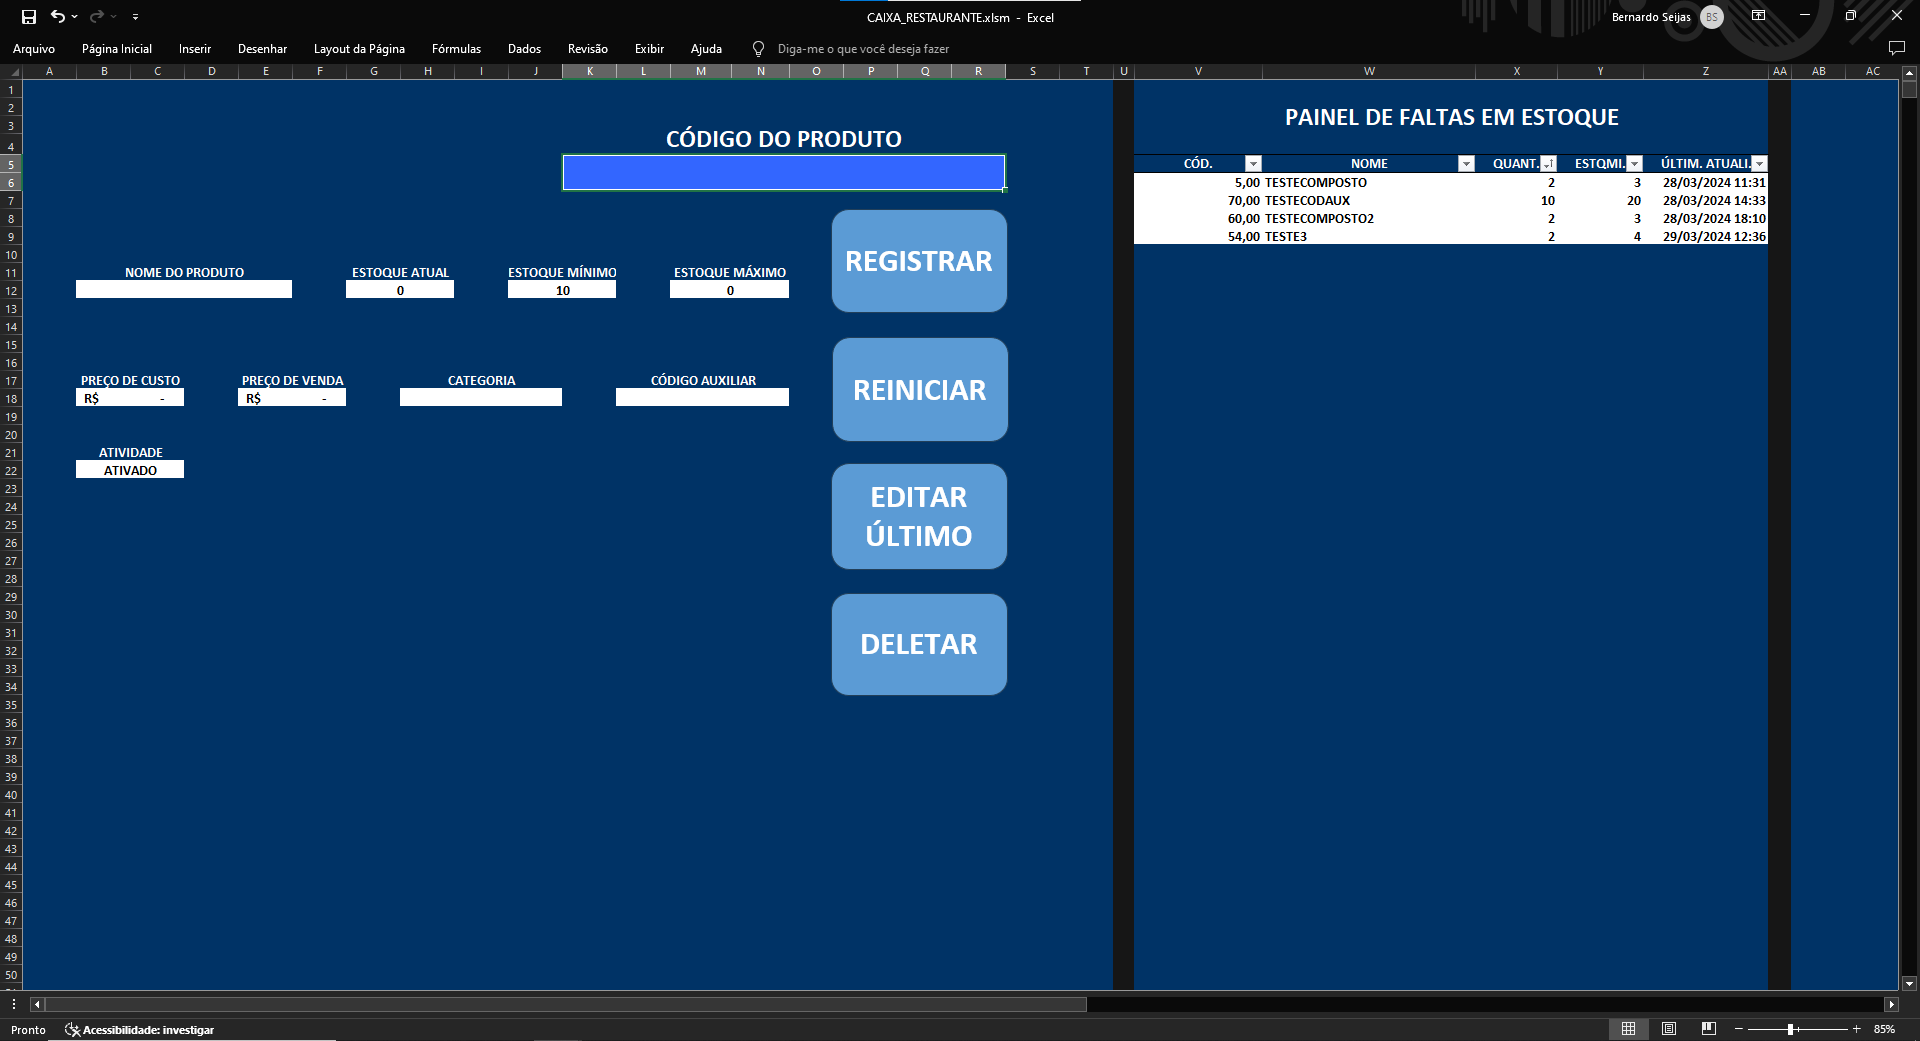 CAIXA_RESTAURANTE.xlsm - Excel
Bernardo Seijas BS
Arquivo Página Inicial Inserir Desenhar Layout da Página Fórmulas Dados Revisão Exibir Ajuda Diga-me o que você deseja fazer
A B C D E F G H I J K L M N O P Q R S T U V W X Y Z AA AB AC
1
2
3
4
5
6
7
8
9
10
11
12
13
14
15
16
17
18
19
20
21
22
23
24
25
26
27
28
29
30
31
32
33
34
35
36
37
38
39
40
41
42
43
44
45
46
47
48
49
50
CÓDIGO DO PRODUTO
NOME DO PRODUTO ESTOQUE ATUAL ESTOQUE MÍNIMO ESTOQUE MÁXIMO
0 10 0
PREÇO DE CUSTO PREÇO DE VENDA CATEGORIA CÓDIGO AUXILIAR
R$ - R$ -
ATIVIDADE
ATIVADO
REGISTRAR
REINICIAR
EDITAR
ÚLTIMO
DELETAR
PAINEL DE FALTAS EM ESTOQUE
CÓD. NOME QUANT. ESTQMI. ÚLTIM. ATUALI.
5,00 TESTECOMPOSTO 2 3 28/03/2024 11:31
70,00 TESTECODAUX 10 20 28/03/2024 14:33
60,00 TESTECOMPOSTO2 2 3 28/03/2024 18:10
54,00 TESTE3 2 4 29/03/2024 12:36
Pronto Acessibilidade: investigar
85%